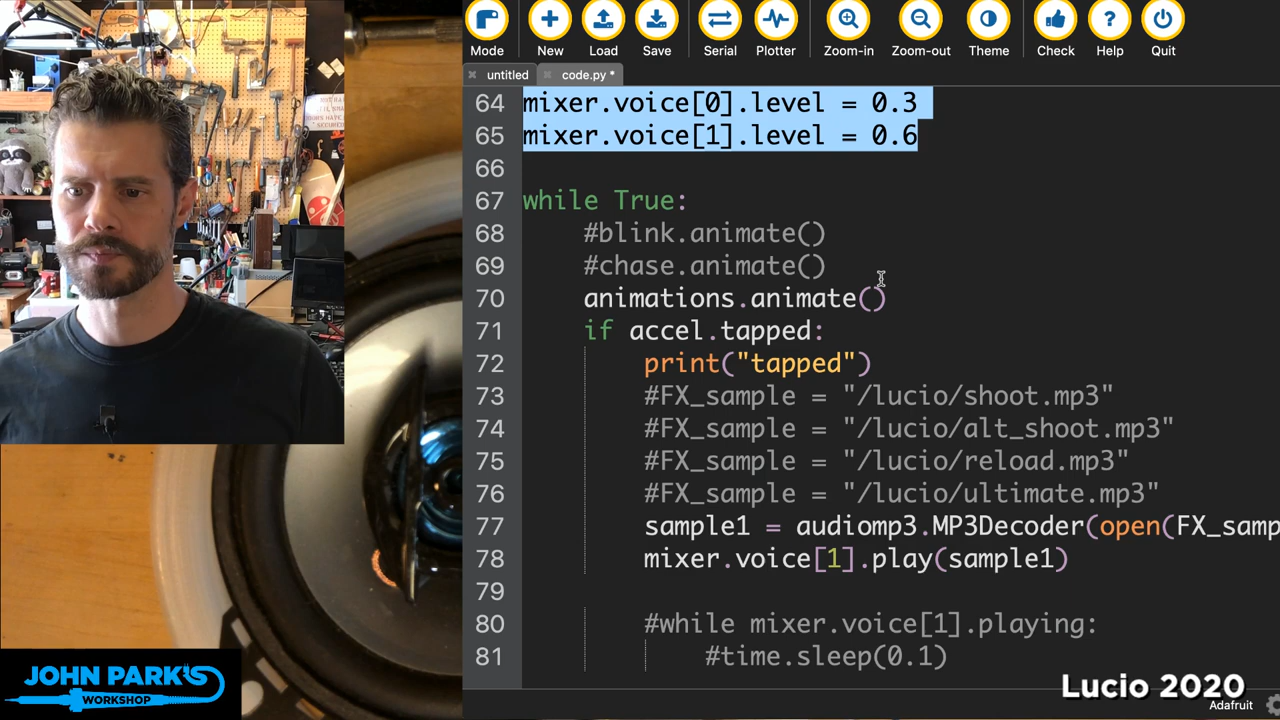 Mode New Load Save Serial Plotter Zoom-in Zoom-out Theme Check Help Quit
untitled code.py *
64 mixer.voice[0].level = 0.3
65 mixer.voice[1].level = 0.6
66
67 while True:
68 #blink.animate()
69 #chase.animate()
70 animations.animate()
71 if accel.tapped:
72 print("tapped")
73 #FX_sample = "/lucio/shoot.mp3"
74 #FX_sample = "/lucio/alt_shoot.mp3"
75 #FX_sample = "/lucio/reload.mp3"
76 #FX_sample = "/lucio/ultimate.mp3"
77 sample1 = audiomp3.MP3Decoder(open(FX_samp
78 mixer.voice[1].play(sample1)
79
80 #while mixer.voice[1].playing:
81 #time.sleep(0.1)
JOHN PARK'S
WORKSHOP
Lucio 2020
Adafruit